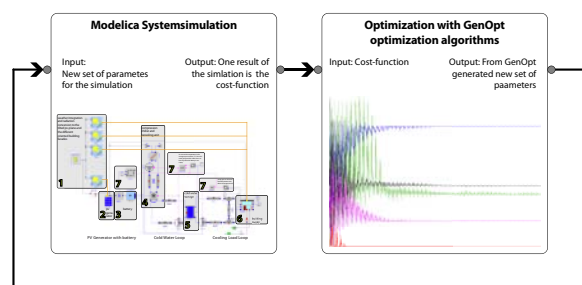 Modelica Systemsimulation
Input:
New set of parametes
for the simulation
Output: One result
of the simlation is
the
cost-function
1
7
2
3
4
7
7
5
6
PV Generator with battery
Cold Water Loop
Cooling Load Loop
Optimization with GenOpt
optimization algorithms
Input: Cost-function
Output: From GenOpt
generated new set of
paameters